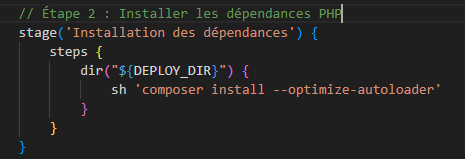 // Étape 2 : Installer les dépendances PHP
stage('Installation des dépendances') {
    steps {
        dir("${DEPLOY_DIR}") {
            sh 'composer install --optimize-autoloader'
        }
    }
}